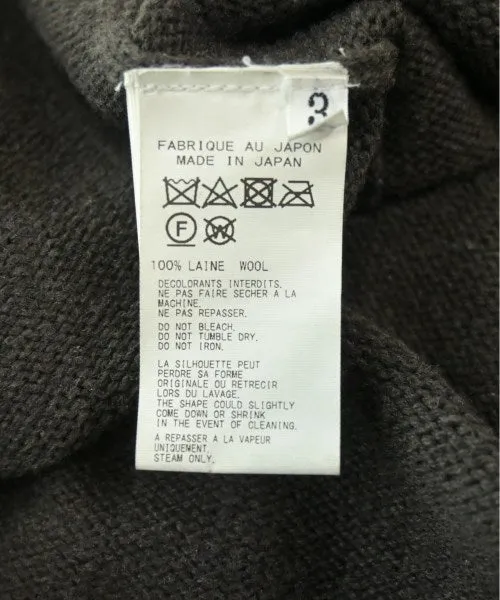 3
FABRIQUE AU JAPON
MADE IN JAPAN
F W
100% LAINE WOOL
DECOLORANTS INTERDITS.
NE PAS FAIRE SECHER A LA
MACHINE.
NE PAS REPASSER.
DO NOT BLEACH.
DO NOT TUMBLE DRY.
DO NOT IRON.
LA SILHOUETTE PEUT
PERDRE SA FORME
ORIGINALE OU RETRECIR
LORS DU LAVAGE.
THE SHAPE COULD SLIGHTLY
COME DOWN OR SHRINK
IN THE EVENT OF CLEANING.
A REPASSER A LA VAPEUR
UNIQUEMENT.
STEAM ONLY.